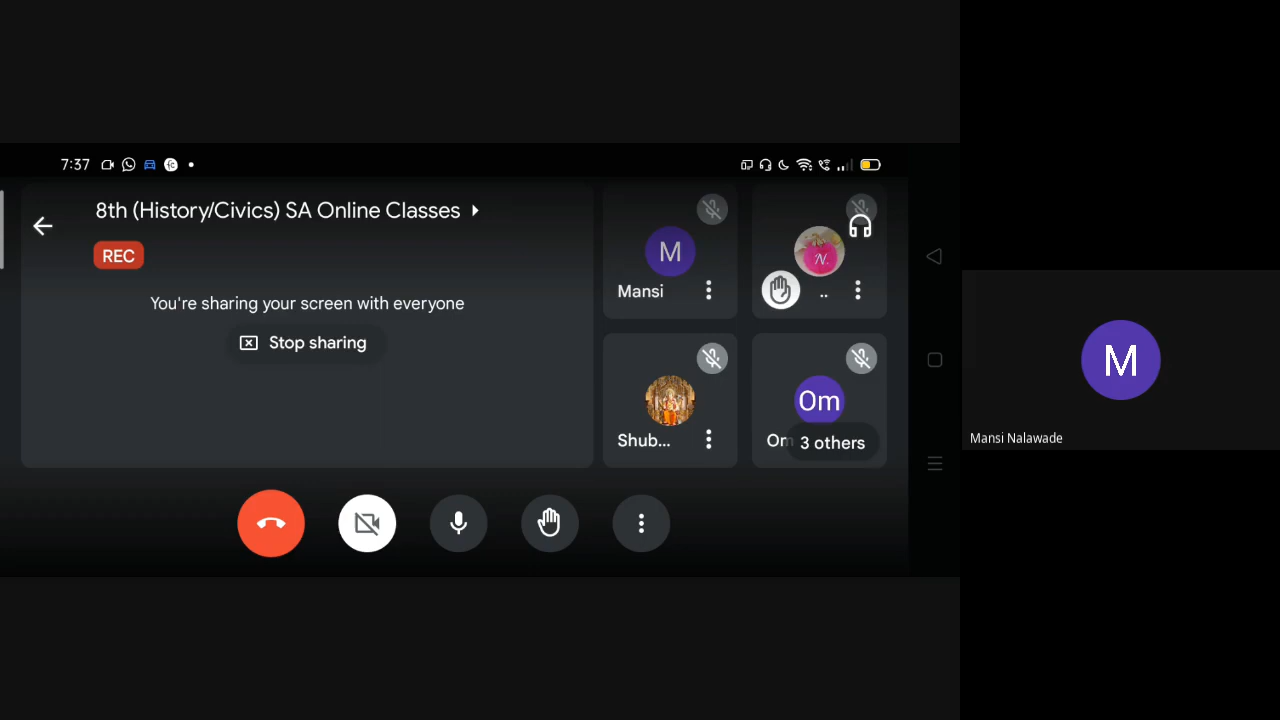 7:37
8th (History/Civics) SA Online Classes
REC
You're sharing your screen with everyone
Stop sharing
M
Mansi
N.
..
Shub...
Om
Om
3 others
M
Mansi Nalawade